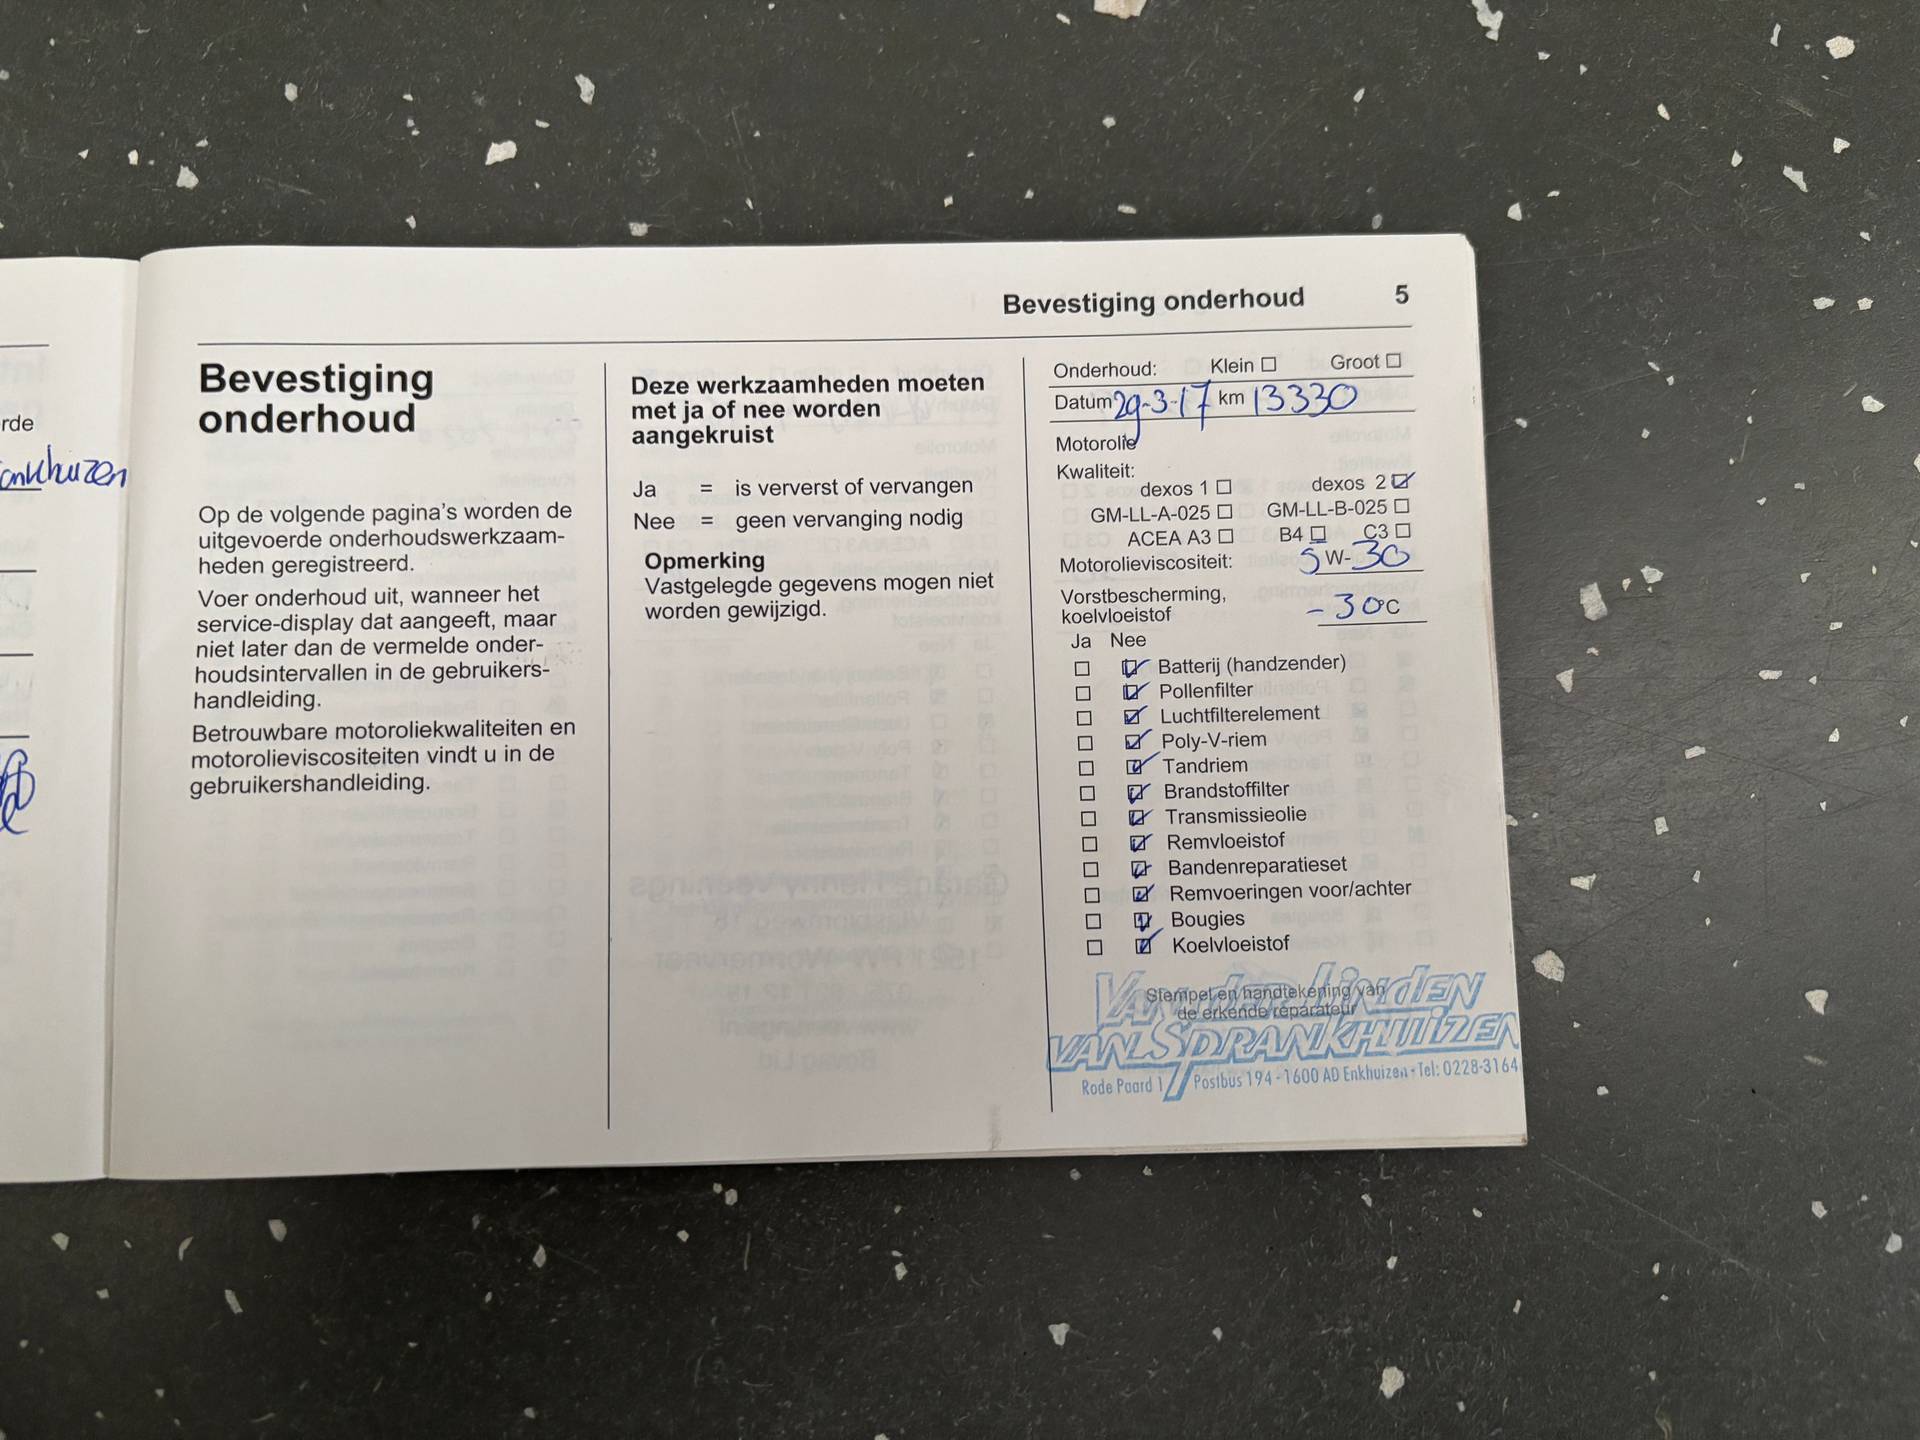 rde
ankhuizen
Bevestiging onderhoud 5
Bevestiging
onderhoud
Op de volgende pagina's worden de
uitgevoerde onderhoudswerkzaam-
heden geregistreerd.
Voer onderhoud uit, wanneer het
service-display dat aangeeft, maar
niet later dan de vermelde onder-
houdsintervallen in de gebruikers-
handleiding.
Betrouwbare motoroliekwaliteiten en
motorolieviscositeiten vindt u in de
gebruikershandleiding.
Deze werkzaamheden moeten
met ja of nee worden
aangekruist
Ja = is ververst of vervangen
Nee = geen vervanging nodig
Opmerking
Vastgelegde gegevens mogen niet
worden gewijzigd.
Onderhoud: Klein Groot
Datum 29-3-17 km 13330
Motorolie
Kwaliteit:
dexos 1 dexos 2
GM-LL-A-025 GM-LL-B-025
ACEA A3 B4 C3
Motorolieviscositeit: 5 W-30
Vorstbescherming,
koelvloeistof -30°C
Ja Nee
Batterij (handzender)
Pollenfilter
Luchtfilterelement
Poly-V-riem
Tandriem
Brandstoffilter
Transmissieolie
Remvloeistof
Bandenreparatieset
Remvoeringen voor/achter
Bougies
Koelvloeistof
Stempel en handtekening van
de erkende reparateur
VAN DER LINDEN
VAN SPRANKHUIZEN
Rode Paard 1 Postbus 194 - 1600 AD Enkhuizen • Tel: 0228-3164